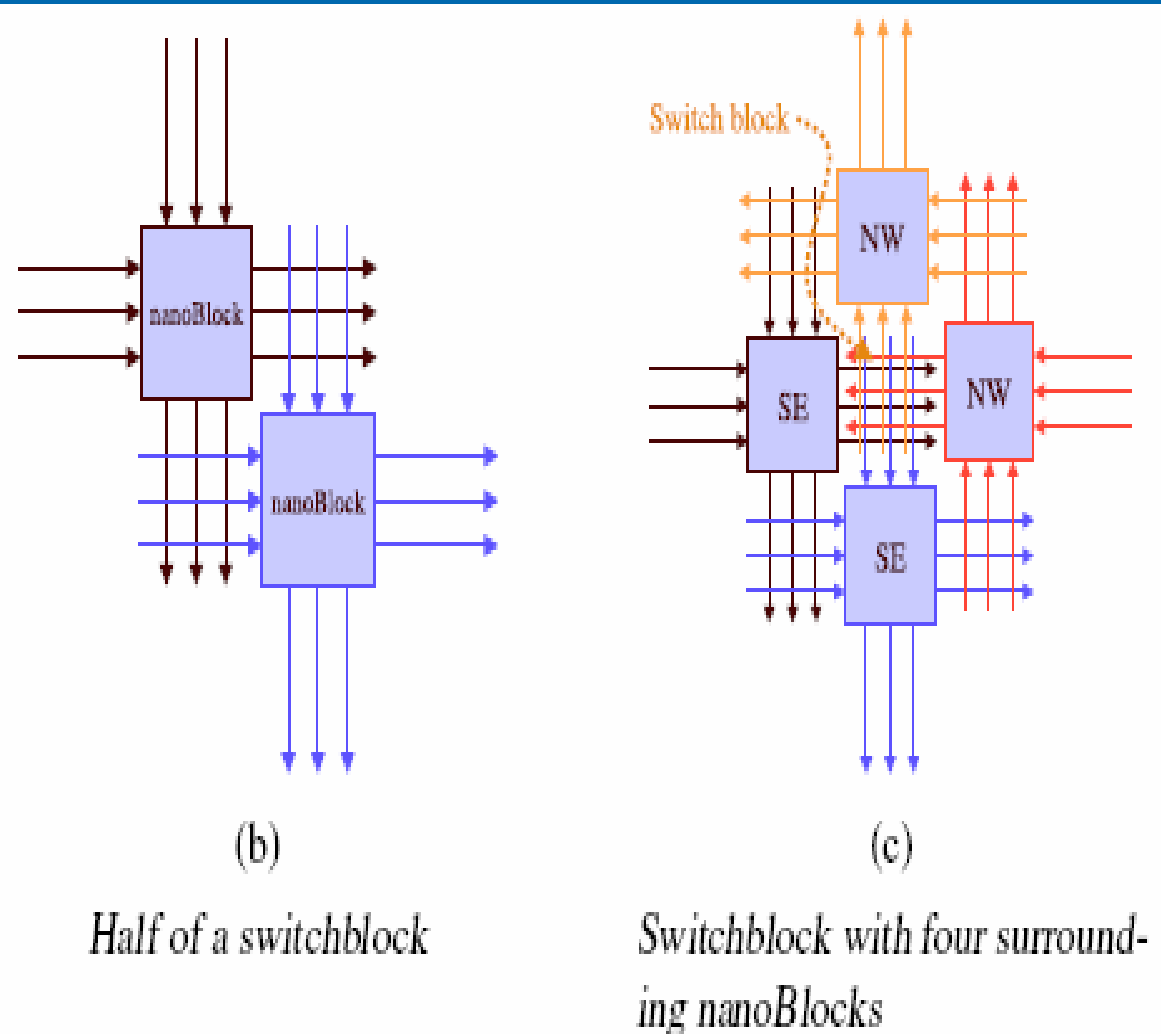 nanoBlock
nanoBlock
(b)
Half of a switchblock
Switch block
NW
SE
NW
SE
(c)
Switchblock with four surround-
ing nanoBlocks